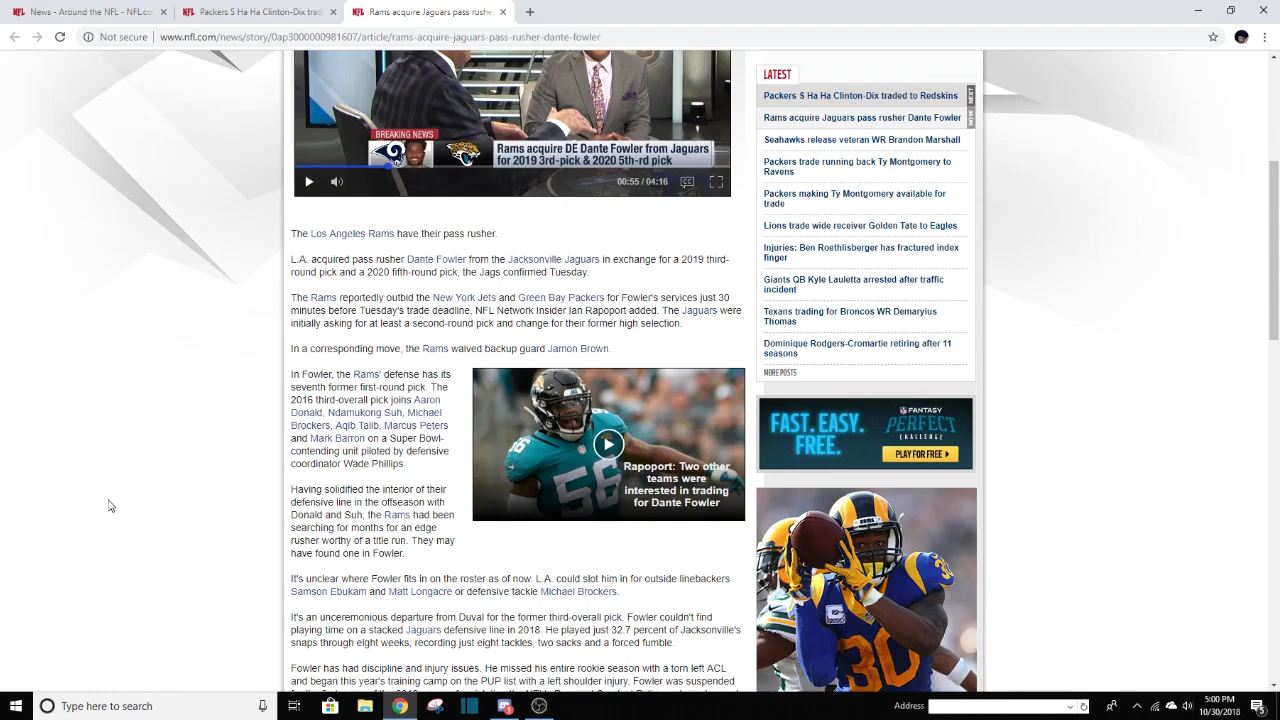 News - Around the NFL - NFL.co
Packers S Ha Ha Clinton-Dix trad
Rams acquire Jaguars pass rusher
Not secure
www.nfl.com/news/story/0ap3000000981607/article/rams-acquire-jaguars-pass-rusher-dante-fowler
BREAKING NEWS
Rams acquire DE Dante Fowler from Jaguars
for 2019 3rd-pick & 2020 5th-rd pick
00:55 / 04:16
CC
The Los Angeles Rams have their pass rusher.
L.A. acquired pass rusher Dante Fowler from the Jacksonville Jaguars in exchange for a 2019 third-
round pick and a 2020 fifth-round pick, the Jags confirmed Tuesday.
The Rams reportedly outbid the New York Jets and Green Bay Packers for Fowler's services just 30
minutes before Tuesday's trade deadline, NFL Network Insider Ian Rapoport added. The Jaguars were
initially asking for at least a second-round pick and change for their former high selection.
In a corresponding move, the Rams waived backup guard Jamon Brown.
In Fowler, the Rams' defense has its
seventh former first-round pick. The
2016 third-overall pick joins Aaron
Donald, Ndamukong Suh, Michael
Brockers, Aqib Talib, Marcus Peters
and Mark Barron on a Super Bowl-
contending unit piloted by defensive
coordinator Wade Phillips.
Having solidified the interior of their
defensive line in the offseason with
Donald and Suh, the Rams had been
searching for months for an edge
rusher worthy of a title run. They may
have found one in Fowler.
56
56
Rapoport: Two other
teams were
interested in trading
for Dante Fowler
It's unclear where Fowler fits in on the roster as of now. L.A. could slot him in for outside linebackers
Samson Ebukam and Matt Longacre or defensive tackle Michael Brockers.
It's an unceremonious departure from Duval for the former third-overall pick. Fowler couldn't find
playing time on a stacked Jaguars defensive line in 2018. He played just 32.7 percent of Jacksonville's
snaps through eight weeks, recording just eight tackles, two sacks and a forced fumble.
Fowler has had discipline and injury issues. He missed his entire rookie season with a torn left ACL
and began this year's training camp on the PUP list with a left shoulder injury. Fowler was suspended
LATEST
Packers S Ha Ha Clinton-Dix traded to Redskins
Rams acquire Jaguars pass rusher Dante Fowler
Seahawks release veteran WR Brandon Marshall
Packers trade running back Ty Montgomery to
Ravens
Packers making Ty Montgomery available for
trade
Lions trade wide receiver Golden Tate to Eagles
Injuries: Ben Roethlisberger has fractured index
finger
Giants QB Kyle Lauletta arrested after traffic
incident
Texans trading for Broncos WR Demaryius
Thomas
Dominique Rodgers-Cromartie retiring after 11
seasons
MORE POSTS
NEXT
NOW
FAST. EASY.
FREE.
FANTASY
PERFECT
CHALLENGE
PLAY FOR FREE
30
30
Type here to search
Address
5:00 PM
10/30/2018
5